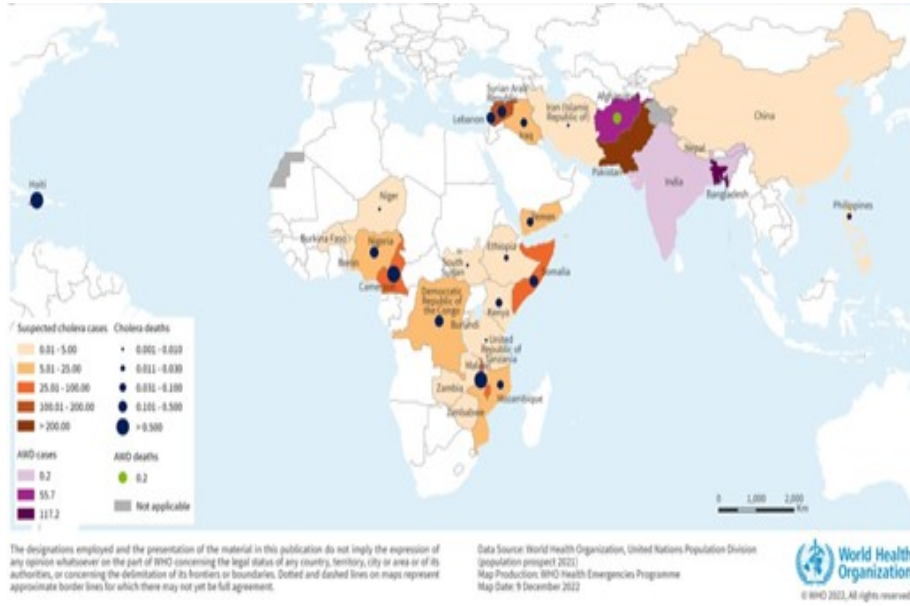 Haiti
Syrian Arab
Republic
Lebanon
Iraq
Iran (Islamic
Republic of)
Afghanistan
Pakistan
China
Nepal
India
Bangladesh
Philippines
Niger
Burkina Faso
Nigeria
Benin
Cameroon
Yemen
Ethiopia
South
Sudan
Somalia
Democratic
Republic of
the Congo
Kenya
Burundi
United
Republic of
Tanzania
Malawi
Zambia
Mozambique
Zimbabwe
Suspected cholera cases
0.01 - 5.00
5.01 - 25.00
25.01 - 100.00
100.01 - 200.00
> 200.00
AWD cases
0.2
55.7
117.2
Cholera deaths
0.001 - 0.010
0.011 - 0.030
0.031 - 0.100
0.101 - 0.500
> 0.500
AWD deaths
0.2
Not applicable
0 1,000 2,000
Km
The designations employed and the presentation of the material in this publication do not imply the expression of
any opinion whatsoever on the part of WHO concerning the legal status of any country, territory, city or area or of its
authorities, or concerning the delimitation of its frontiers or boundaries. Dotted and dashed lines on maps represent
approximate border lines for which there may not yet be full agreement.
Data Source: World Health Organization, United Nations Population Division
(population prospect 2021)
Map Production: WHO Health Emergencies Programme
Map Date: 9 December 2022
World Health
Organization
© WHO 2022, All rights reserved.